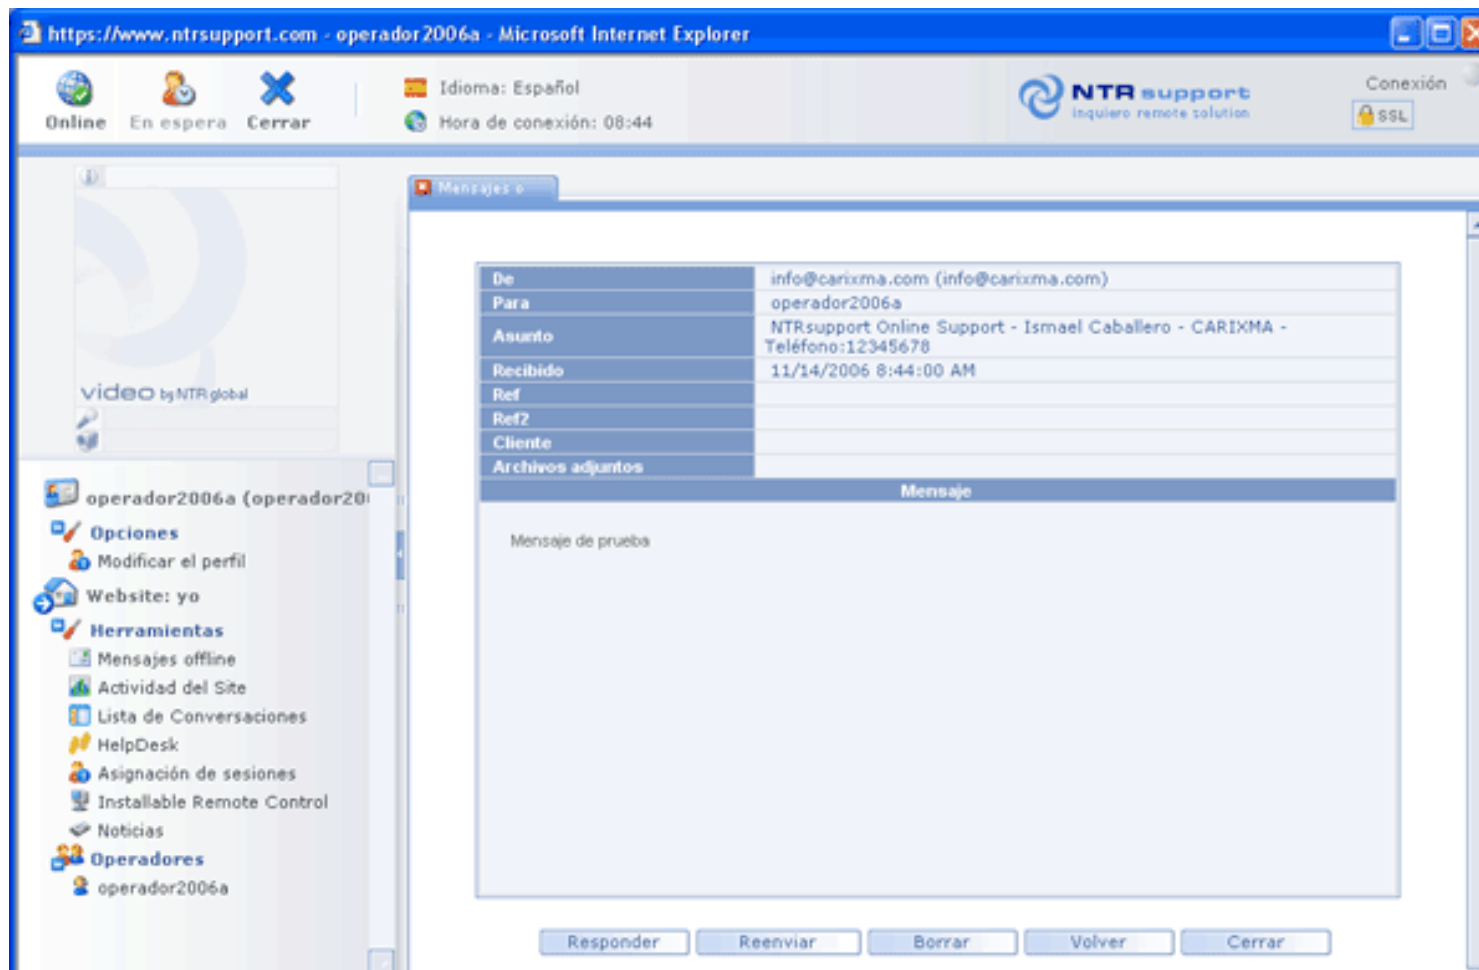 https://www.ntrsupport.com - operador2006a - Microsoft Internet Explorer
Online
En espera
Cerrar
Idioma: Español
Hora de conexión: 08:44
NTR support
inquiero remote solution
Conexión
SSL
Mensajes o
video by NTR global
operador2006a (operador20
Opciones
Modificar el perfil
Website: yo
Herramientas
Mensajes offline
Actividad del Site
Lista de Conversaciones
HelpDesk
Asignación de sesiones
Installable Remote Control
Noticias
Operadores
operador2006a
De info@carixma.com (info@carixma.com)
Para operador2006a
Asunto NTRsupport Online Support - Ismael Caballero - CARIXMA -
Teléfono:12345678
Recibido 11/14/2006 8:44:00 AM
Ref
Ref2
Cliente
Archivos adjuntos
Mensaje
Mensaje de prueba
Responder Reenviar Borrar Volver Cerrar